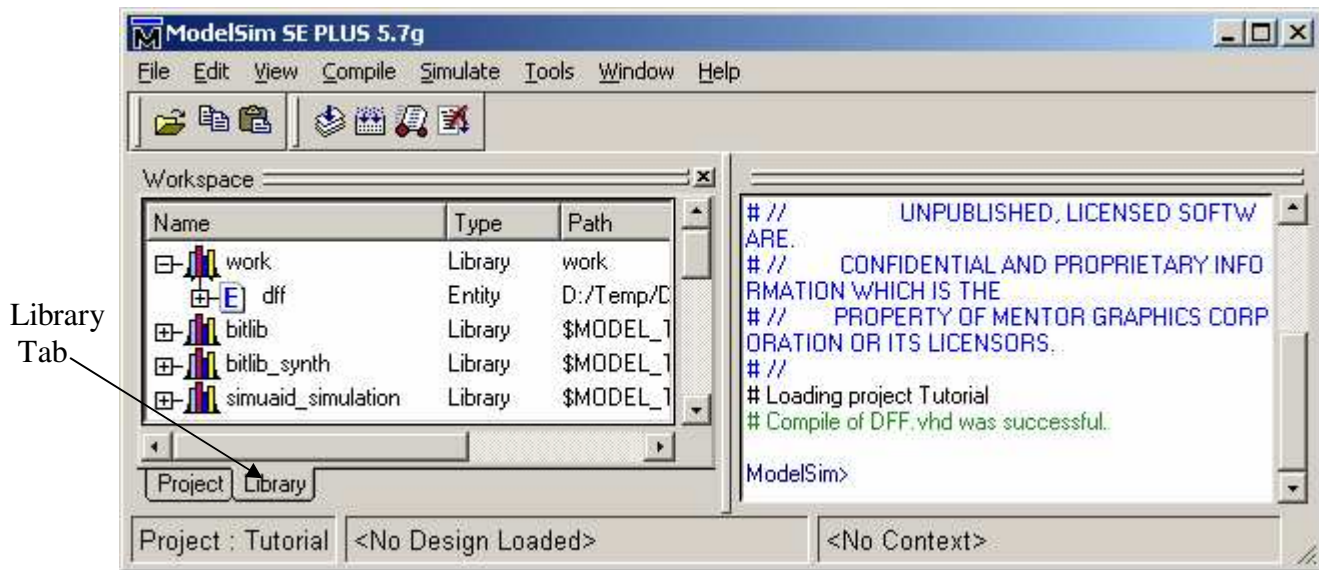 ModelSim SE PLUS 5.7g
File Edit View Compile Simulate Tools Window Help
Workspace
Name Type Path
work Library work
dff Entity D:/Temp/D
bitlib Library $MODEL_T
bitlib_synth Library $MODEL_T
simuaid_simulation Library $MODEL_T
Project Library
Library
Tab
# // UNPUBLISHED, LICENSED SOFTW
ARE.
# // CONFIDENTIAL AND PROPRIETARY INFO
RMATION WHICH IS THE
# // PROPERTY OF MENTOR GRAPHICS CORP
ORATION OR ITS LICENSORS.
# //
# Loading project Tutorial
# Compile of DFF.vhd was successful.
ModelSim>
Project : Tutorial <No Design Loaded> <No Context>